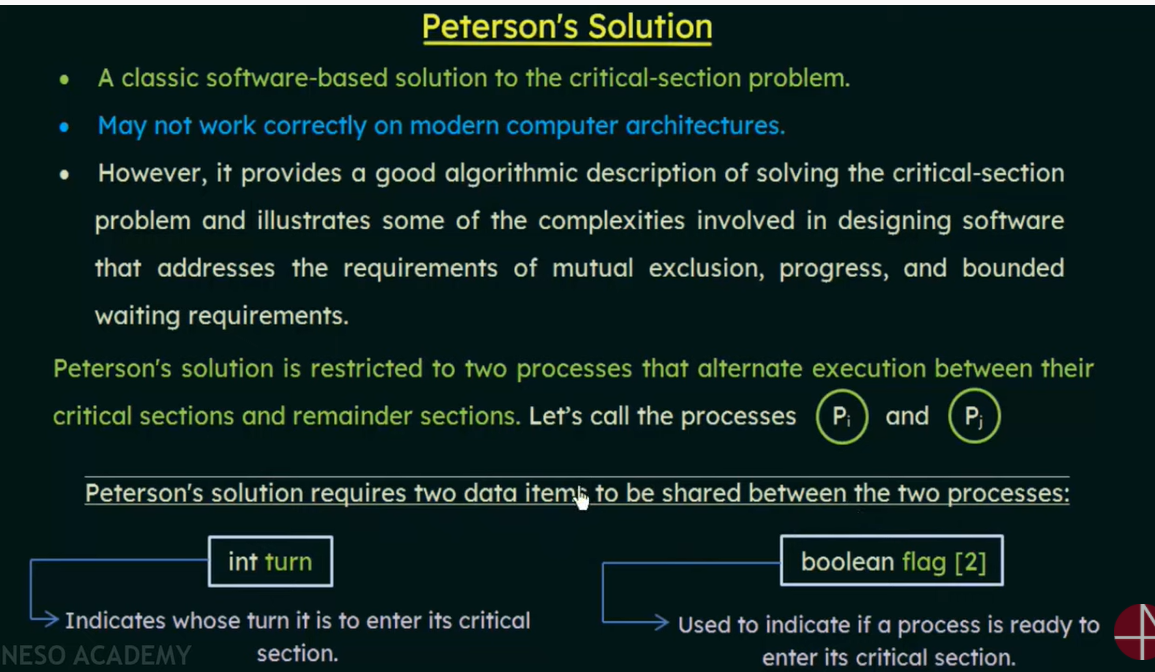 Peterson's Solution
• A classic software-based solution to the critical-section problem.
• May not work correctly on modern computer architectures.
• However, it provides a good algorithmic description of solving the critical-section
problem and illustrates some of the complexities involved in designing software
that addresses the requirements of mutual exclusion, progress, and bounded
waiting requirements.
Peterson's solution is restricted to two processes that alternate execution between their
critical sections and remainder sections. Let's call the processes Pi and Pj
Peterson's solution requires two data items to be shared between the two processes:
int turn
boolean flag [2]
Indicates whose turn it is to enter its critical
section.
Used to indicate if a process is ready to
enter its critical section.
NESO ACADEMY